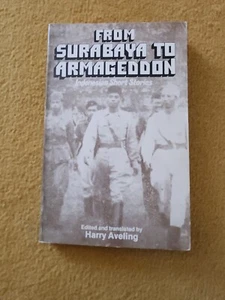 FROM
SURABAYA TO
ARMAGEDDON
Indonesian Short Stories
Edited and translated by
Harry Aveling